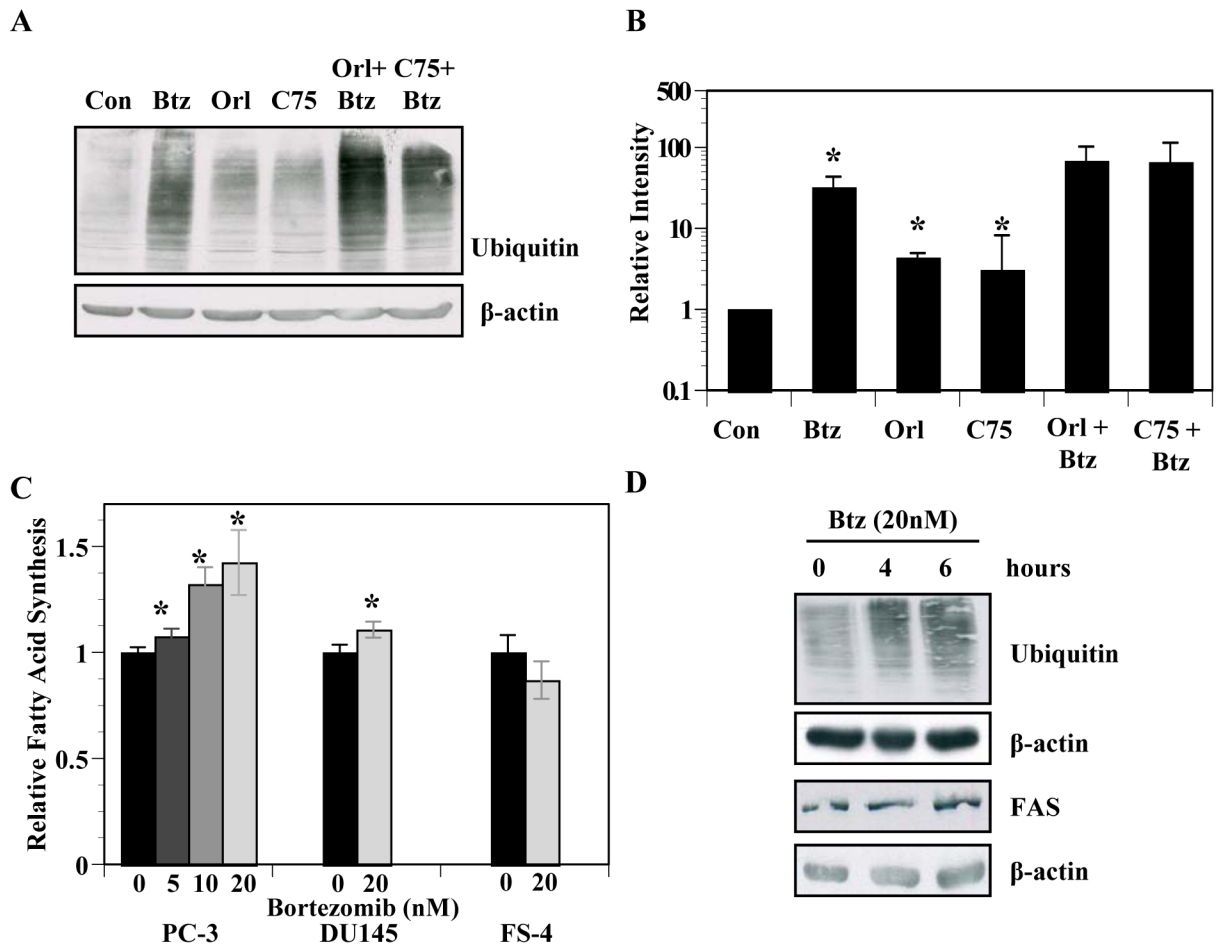 A
Orl+ C75+
Con Btz Orl C75 Btz Btz
Ubiquitin
β-actin
B
Relative Intensity
500
100
10
1
0.1
* * *
Con Btz Orl C75 Orl + Btz C75 + Btz
C
Relative Fatty Acid Synthesis
1.5
1
0.5
0
* * * *
0 5 10 20 0 20 0 20
Bortezomib (nM)
PC-3 DU145 FS-4
D
Btz (20nM)
0 4 6 hours
Ubiquitin
β-actin
FAS
β-actin